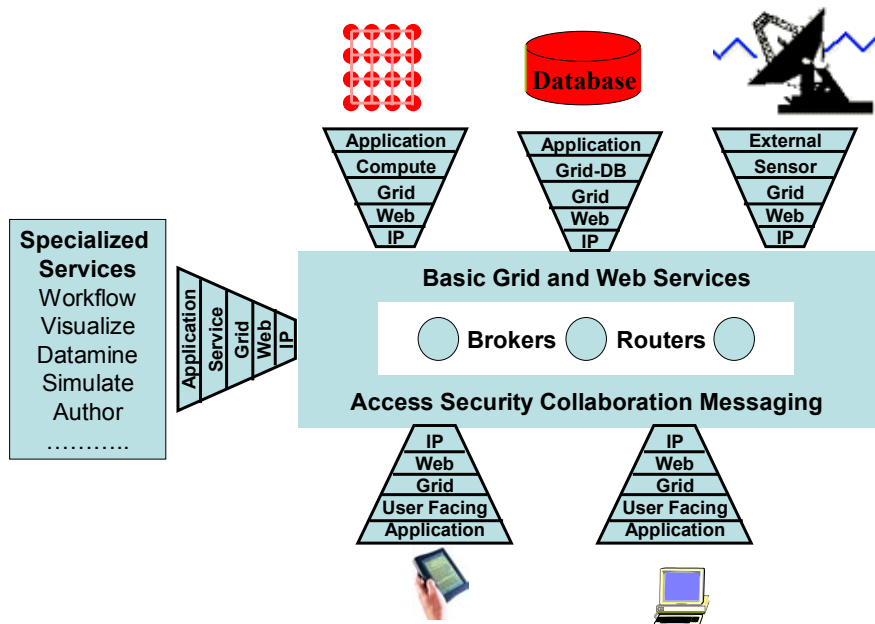 Database
Application
Compute
Grid
Web
IP
Application
Grid-DB
Grid
Web
IP
External
Sensor
Grid
Web
IP
Specialized
Services
Workflow
Visualize
Datamine
Simulate
Author
………..
Application
Service
Grid
Web
IP
Basic Grid and Web Services
Brokers
Routers
Access Security Collaboration Messaging
IP
Web
Grid
User Facing
Application
IP
Web
Grid
User Facing
Application